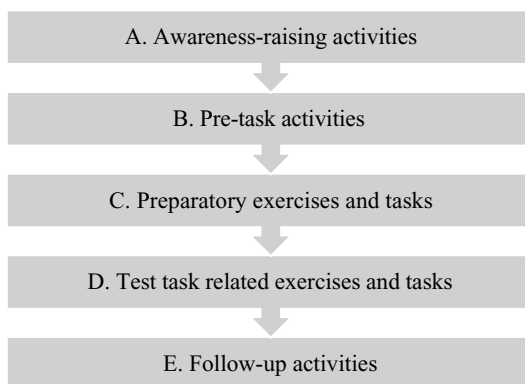 A. Awareness-raising activities
B. Pre-task activities
C. Preparatory exercises and tasks
D. Test task related exercises and tasks
E. Follow-up activities